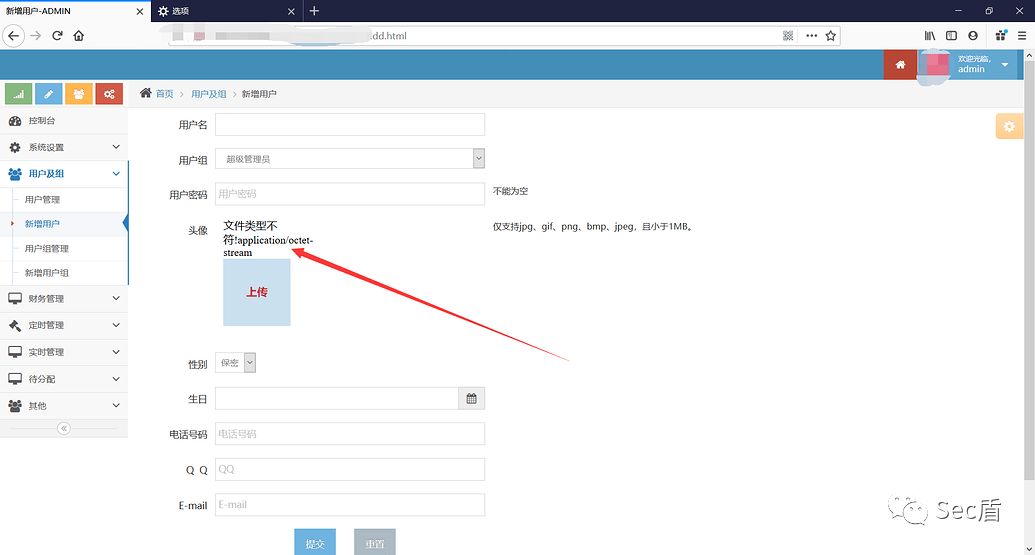 新增用户-ADMIN
选项
dd.html
欢迎光临,
admin
首页
用户及组
新增用户
控制台
系统设置
用户及组
用户管理
新增用户
用户组管理
新增用户组
财务管理
定时管理
实时管理
待分配
其他
用户名
用户组
超级管理员
用户密码
用户密码
不能为空
头像
文件类型不
符!application/octet-
stream
仅支持jpg、gif、png、bmp、jpeg，且小于1MB。
上传
性别
保密
生日
电话号码
电话号码
Q Q
QQ
E-mail
E-mail
提交
重置
Sec盾